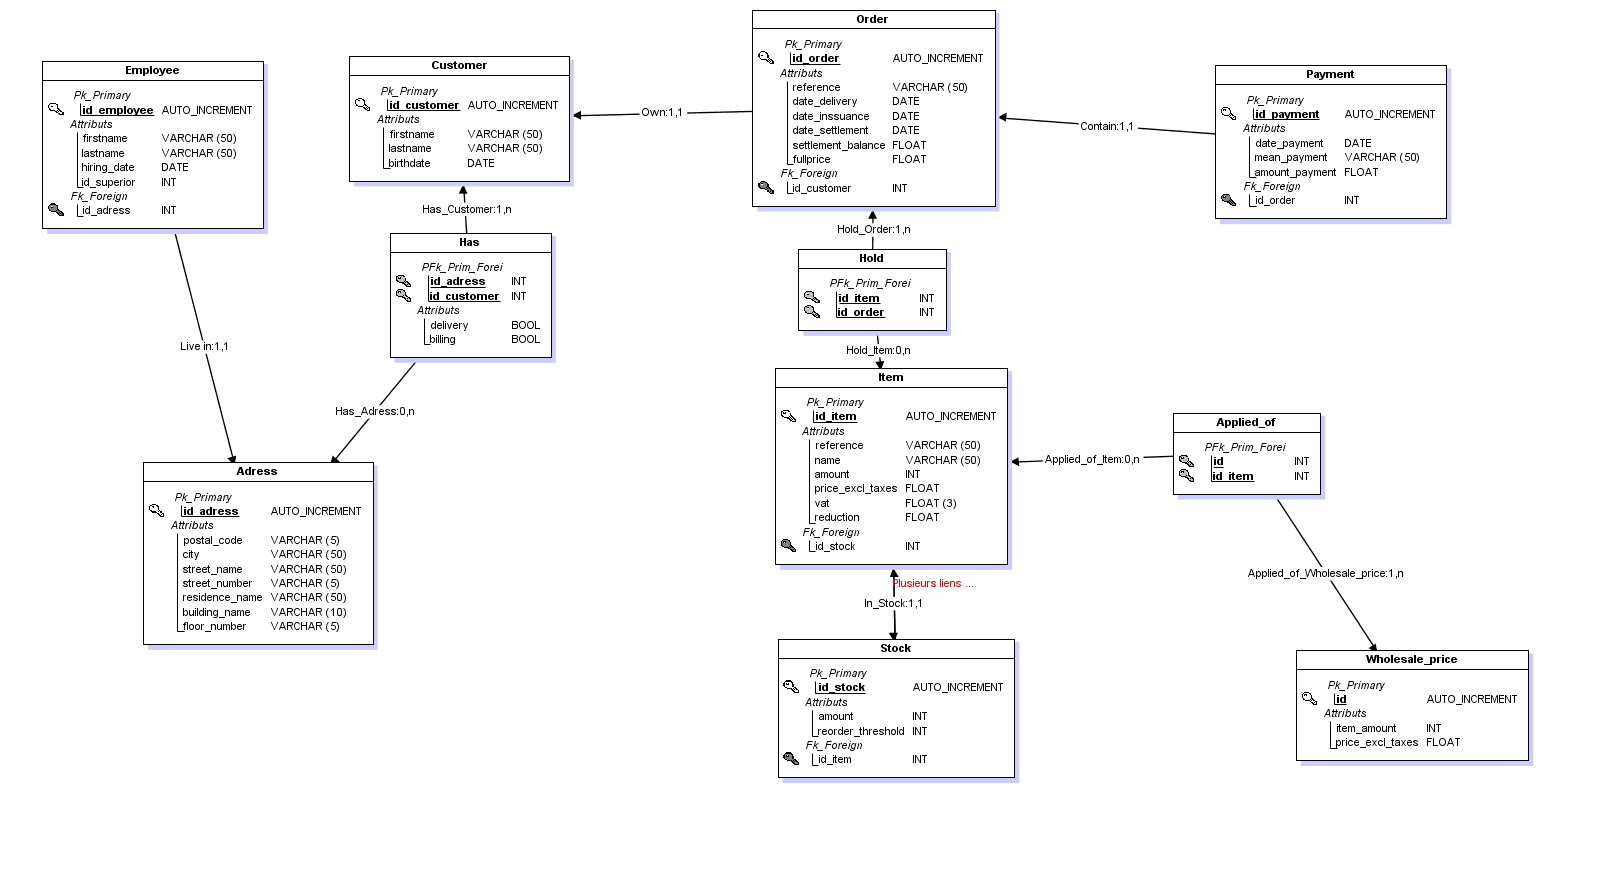 Employee
Pk_Primary
id_employee AUTO_INCREMENT
Attributs
firstname VARCHAR (50)
lastname VARCHAR (50)
hiring_date DATE
id_superior INT
Fk_Foreign
id_adress INT
Customer
Pk_Primary
id_customer AUTO_INCREMENT
Attributs
firstname VARCHAR (50)
lastname VARCHAR (50)
birthdate DATE
Own:1,1
Order
Pk_Primary
id_order AUTO_INCREMENT
Attributs
reference VARCHAR (50)
date_delivery DATE
date_inssuance DATE
date_settlement DATE
settlement_balance FLOAT
fullprice FLOAT
Fk_Foreign
id_customer INT
Contain:1,1
Payment
Pk_Primary
id_payment AUTO_INCREMENT
Attributs
date_payment DATE
mean_payment VARCHAR (50)
amount_payment FLOAT
Fk_Foreign
id_order INT
Has_Customer:1,n
Has
PFk_Prim_Forei
id_adress INT
id_customer INT
Attributs
delivery BOOL
billing BOOL
Hold_Order:1,n
Hold
PFk_Prim_Forei
id_item INT
id_order INT
Live in:1,1
Has_Adress:0,n
Hold_Item:0,n
Adress
Pk_Primary
id_adress AUTO_INCREMENT
Attributs
postal_code VARCHAR (5)
city VARCHAR (50)
street_name VARCHAR (50)
street_number VARCHAR (5)
residence_name VARCHAR (50)
building_name VARCHAR (10)
floor_number VARCHAR (5)
Item
Pk_Primary
id_item AUTO_INCREMENT
Attributs
reference VARCHAR (50)
name VARCHAR (50)
amount INT
price_excl_taxes FLOAT
vat FLOAT (3)
reduction FLOAT
Fk_Foreign
id_stock INT
Applied_of_Item:0,n
Applied_of
PFk_Prim_Forei
id INT
id_item INT
Plusieurs liens ...
In_Stock:1,1
Applied_of_Wholesale_price:1,n
Stock
Pk_Primary
id_stock AUTO_INCREMENT
Attributs
amount INT
reorder_threshold INT
Fk_Foreign
id_item INT
Wholesale_price
Pk_Primary
id AUTO_INCREMENT
Attributs
item_amount INT
price_excl_taxes FLOAT